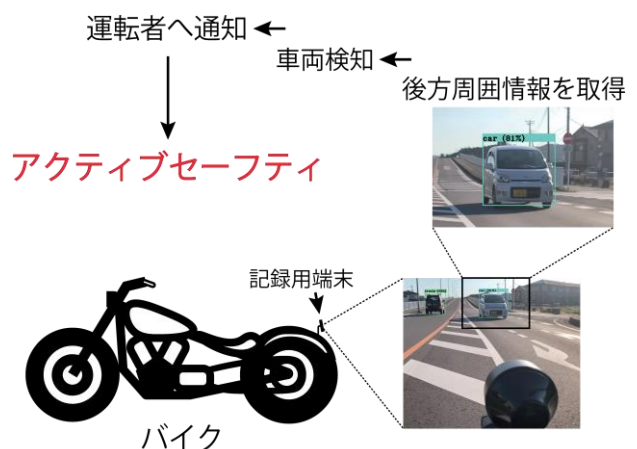 運転者へ通知
車両検知
後方周囲情報を取得
car (81%)
アクティブセーフティ
記録用端末
バイク